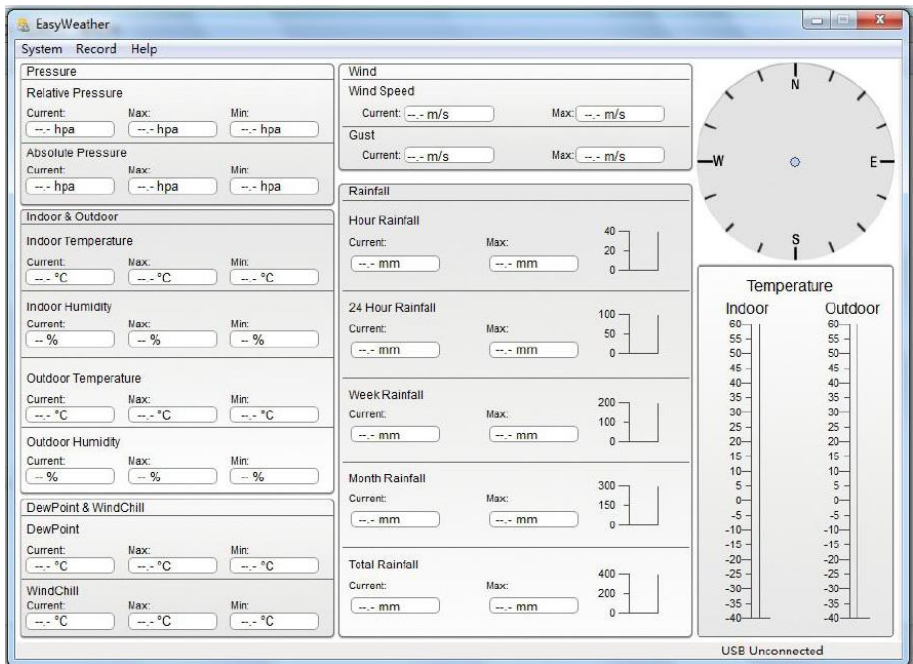 EasyWeather
System Record Help
Pressure
Relative Pressure
Current: Max: Min:
--.- hpa --.- hpa --.- hpa
Absolute Pressure
Current: Max: Min:
--.- hpa --.- hpa --.- hpa
Indoor & Outdoor
Indoor Temperature
Current: Max: Min:
--.- °C --.- °C --.- °C
Indoor Humidity
Current: Max: Min:
-- % -- % -- %
Outdoor Temperature
Current: Max: Min:
--.- °C --.- °C --.- °C
Outdoor Humidity
Current: Max: Min:
-- % -- % -- %
DewPoint & WindChill
DewPoint
Current: Max: Min:
--.- °C --.- °C --.- °C
WindChill
Current: Max: Min:
--.- °C --.- °C --.- °C
Wind
Wind Speed
Current: --.- m/s Max: --.- m/s
Gust
Current: --.- m/s Max: --.- m/s
Rainfall
Hour Rainfall
Current: Max:
--.- mm --.- mm
40
20
0
24 Hour Rainfall
Current: Max:
--.- mm --.- mm
100
50
0
Week Rainfall
Current: Max:
--.- mm --.- mm
200
100
0
Month Rainfall
Current: Max:
--.- mm --.- mm
300
150
0
Total Rainfall
Current: Max:
--.- mm --.- mm
400
200
0
N
W E
S
Temperature
Indoor Outdoor
60 60
55 55
50 50
45 45
40 40
35 35
30 30
25 25
20 20
15 15
10 10
5 5
0 0
-5 -5
-10 -10
-15 -15
-20 -20
-25 -25
-30 -30
-35 -35
-40 -40
USB Unconnected